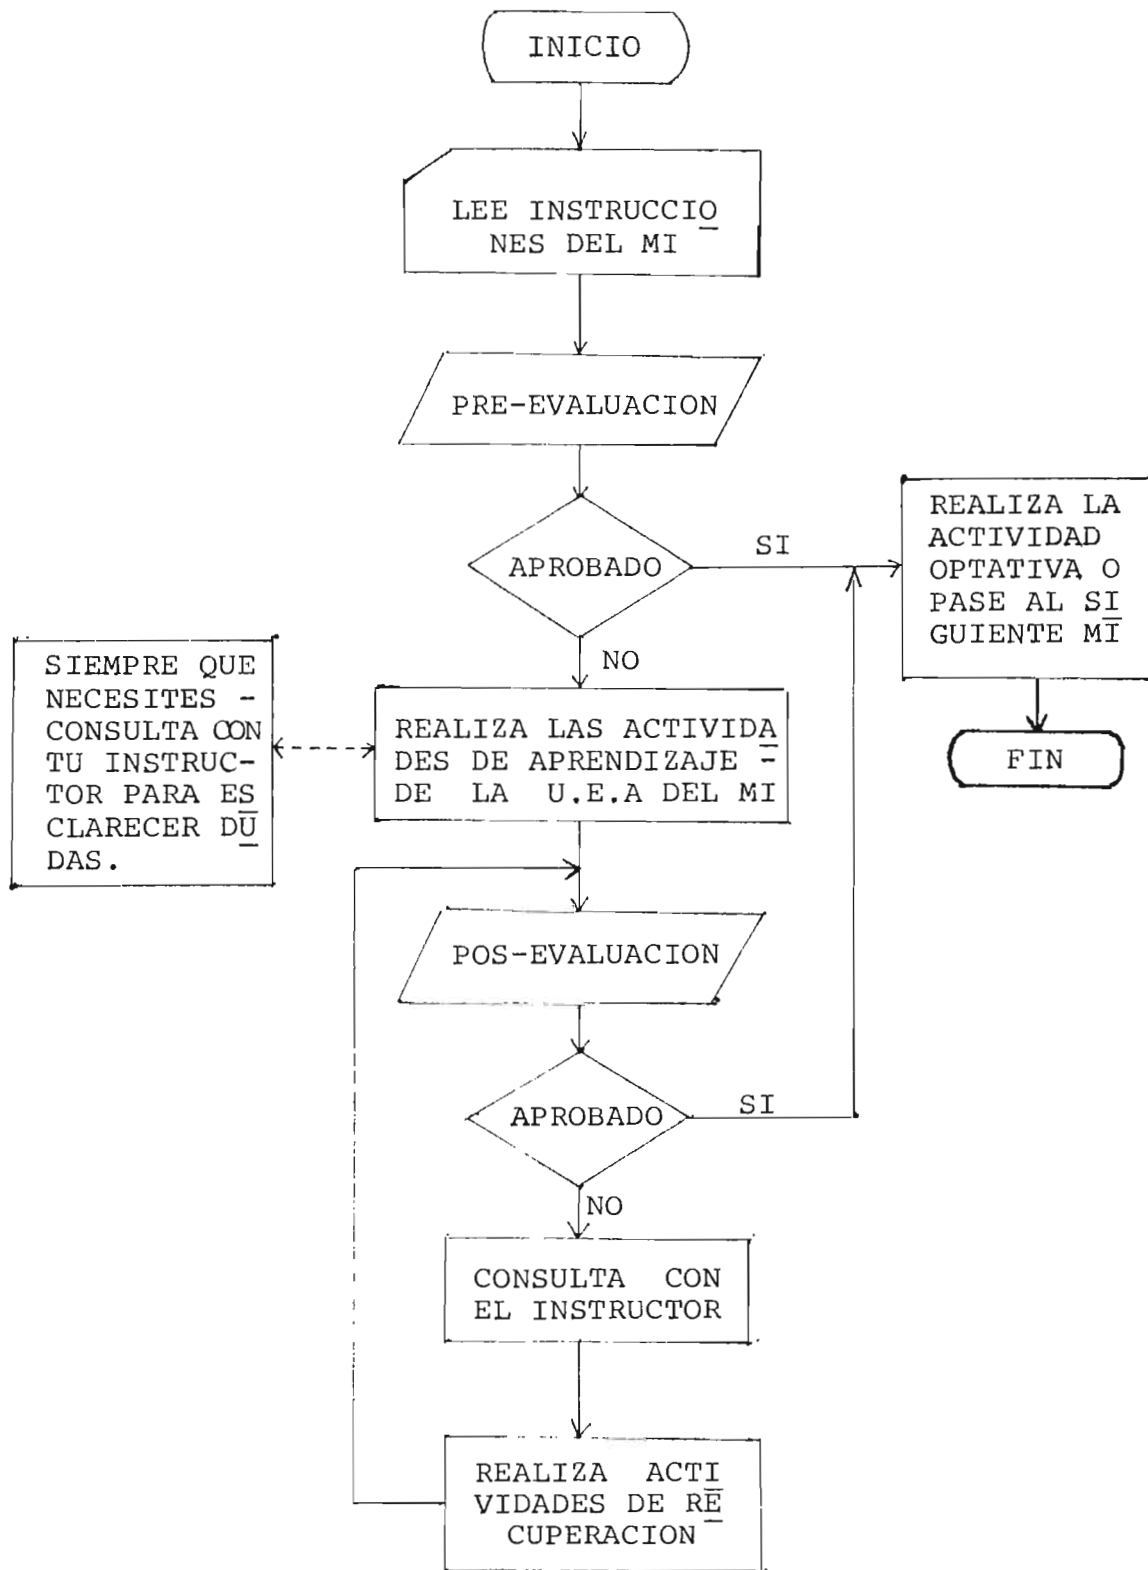 INICIO
LEE INSTRUCCIO
NES DEL MI
PRE-EVALUACION
APROBADO
SI
REALIZA LA
ACTIVIDAD
OPTATIVA O
PASE AL SI
GUIENTE MI
FIN
NO
SIEMPRE QUE
NECESITES -
CONSULTA CON
TU INSTRUC-
TOR PARA ES
CLARECER DU
DAS.
REALIZA LAS ACTIVIDA
DES DE APRENDIZAJE -
DE LA U.E.A DEL MI
POS-EVALUACION
APROBADO
SI
NO
CONSULTA CON
EL INSTRUCTOR
REALIZA ACTI
VIDADES DE RE
CUPERACION